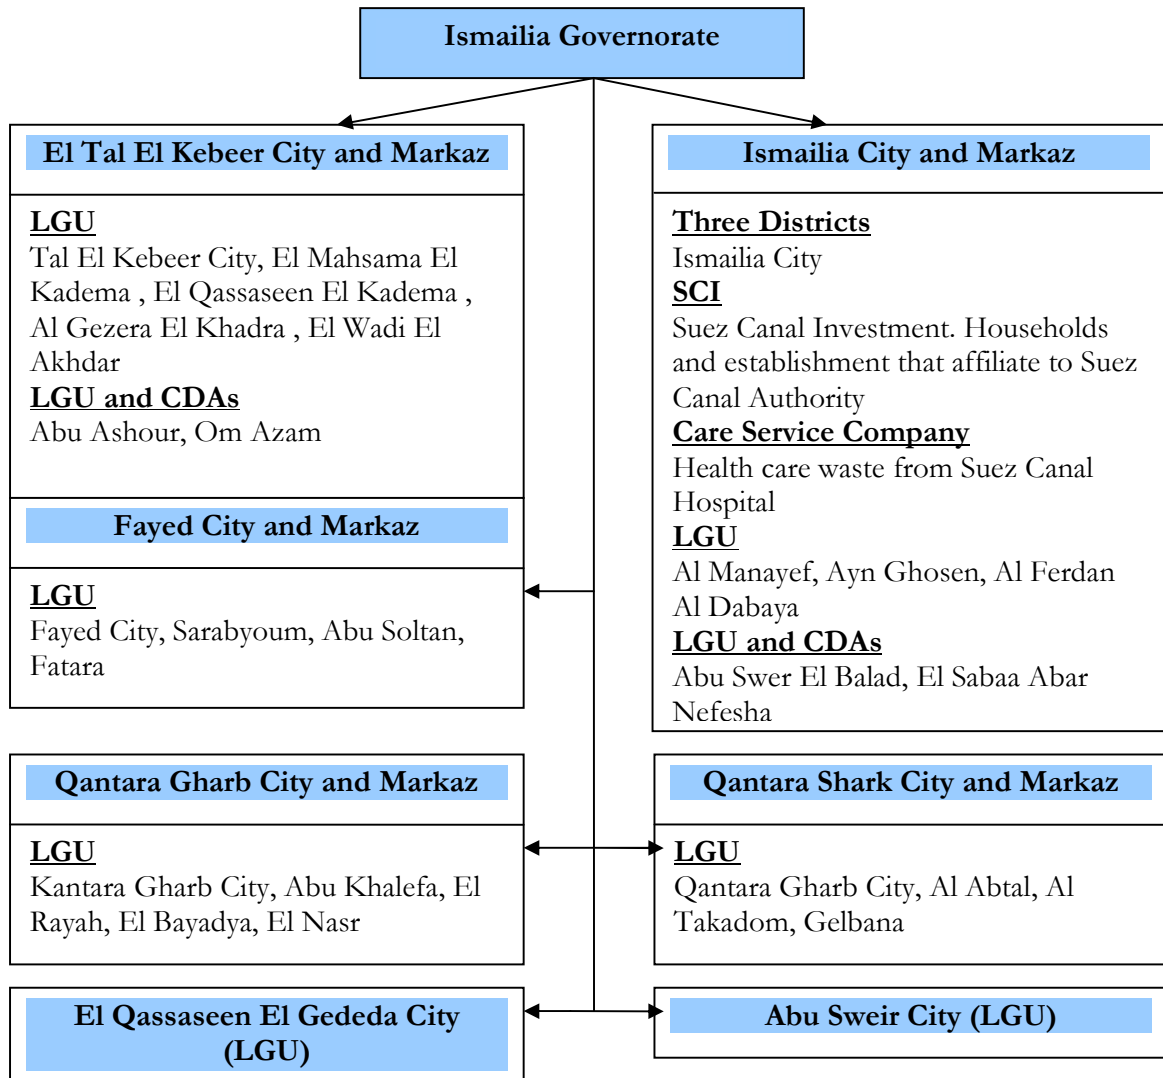 Ismailia Governorate
El Tal El Kebeer City and Markaz
LGU
Tal El Kebeer City, El Mahsama El
Kadema , El Qassaseen El Kadema ,
Al Gezera El Khadra , El Wadi El
Akhdar
LGU and CDAs
Abu Ashour, Om Azam
Fayed City and Markaz
LGU
Fayed City, Sarabyoum, Abu Soltan,
Fatara
Ismailia City and Markaz
Three Districts
Ismailia City
SCI
Suez Canal Investment. Households
and establishment that affiliate to Suez
Canal Authority
Care Service Company
Health care waste from Suez Canal
Hospital
LGU
Al Manayef, Ayn Ghosen, Al Ferdan
Al Dabaya
LGU and CDAs
Abu Swer El Balad, El Sabaa Abar
Nefesha
Qantara Gharb City and Markaz
LGU
Kantara Gharb City, Abu Khalefa, El
Rayah, El Bayadya, El Nasr
Qantara Shark City and Markaz
LGU
Qantara Gharb City, Al Abtal, Al
Takadom, Gelbana
El Qassaseen El Gededa City
(LGU)
Abu Sweir City (LGU)